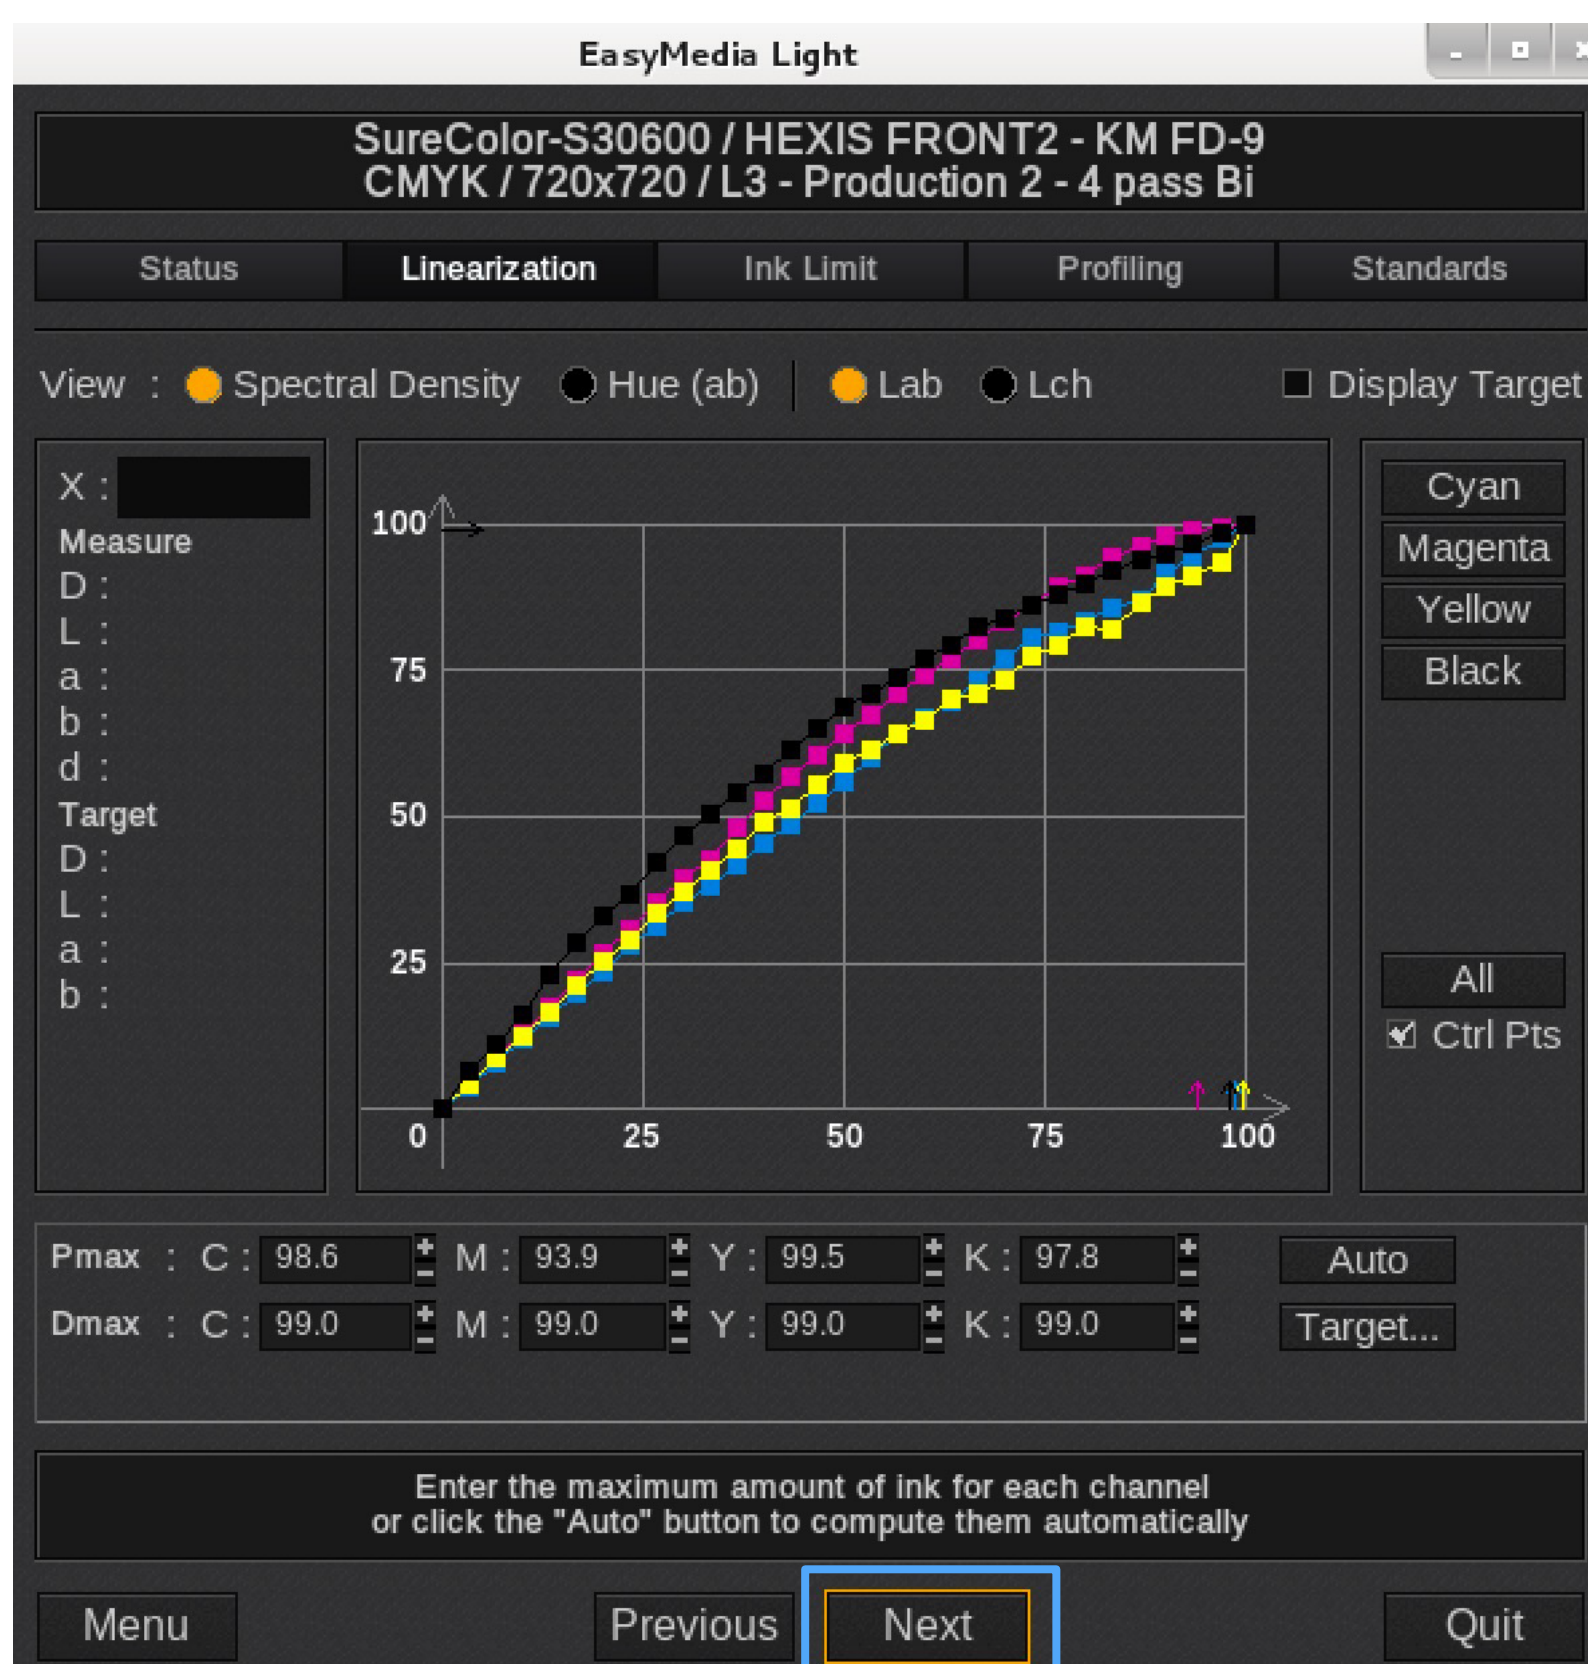 EasyMedia Light
SureColor-S30600 / HEXIS FRONT2 - KM FD-9
CMYK / 720x720 / L3 - Production 2 - 4 pass Bi
Status Linearization Ink Limit Profiling Standards
View : Spectral Density Hue (ab) Lab Lch Display Target
X :
Measure
D :
L :
a :
b :
d :
Target
D :
L :
a :
b :
100
75
50
25
0 25 50 75 100
Cyan
Magenta
Yellow
Black
All
Ctrl Pts
Pmax : C : 98.6 M : 93.9 Y : 99.5 K : 97.8 Auto
Dmax : C : 99.0 M : 99.0 Y : 99.0 K : 99.0 Target...
Enter the maximum amount of ink for each channel
or click the "Auto" button to compute them automatically
Menu Previous Next Quit